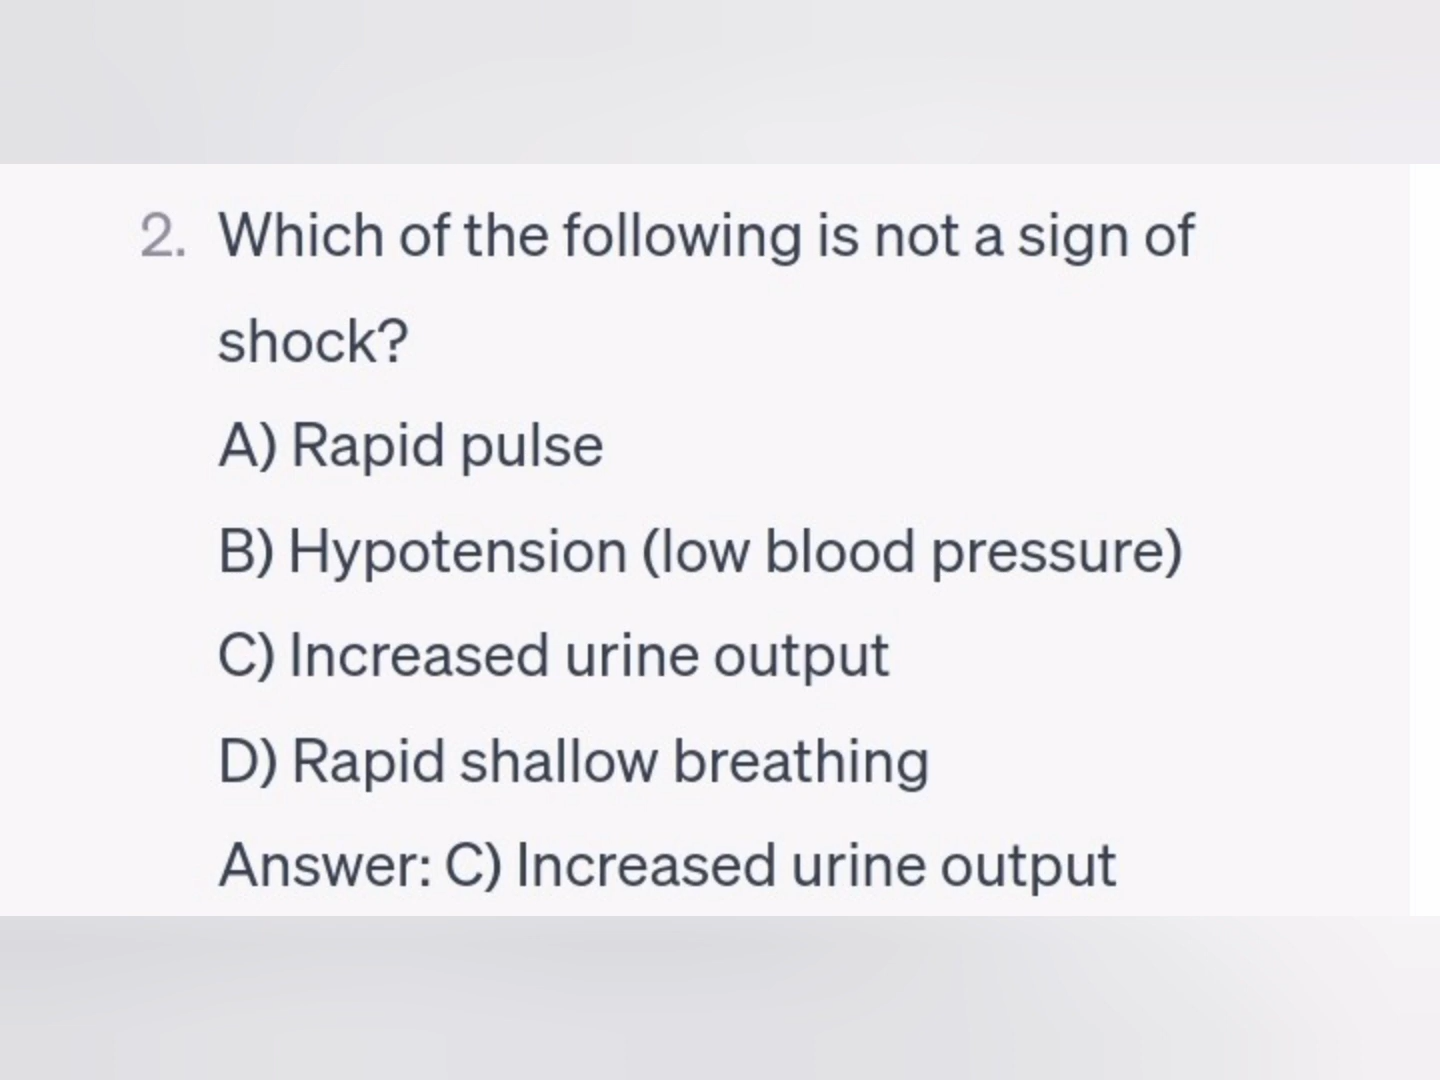 2. Which of the following is not a sign of
shock?
A) Rapid pulse
B) Hypotension (low blood pressure)
C) Increased urine output
D) Rapid shallow breathing
Answer: C) Increased urine output